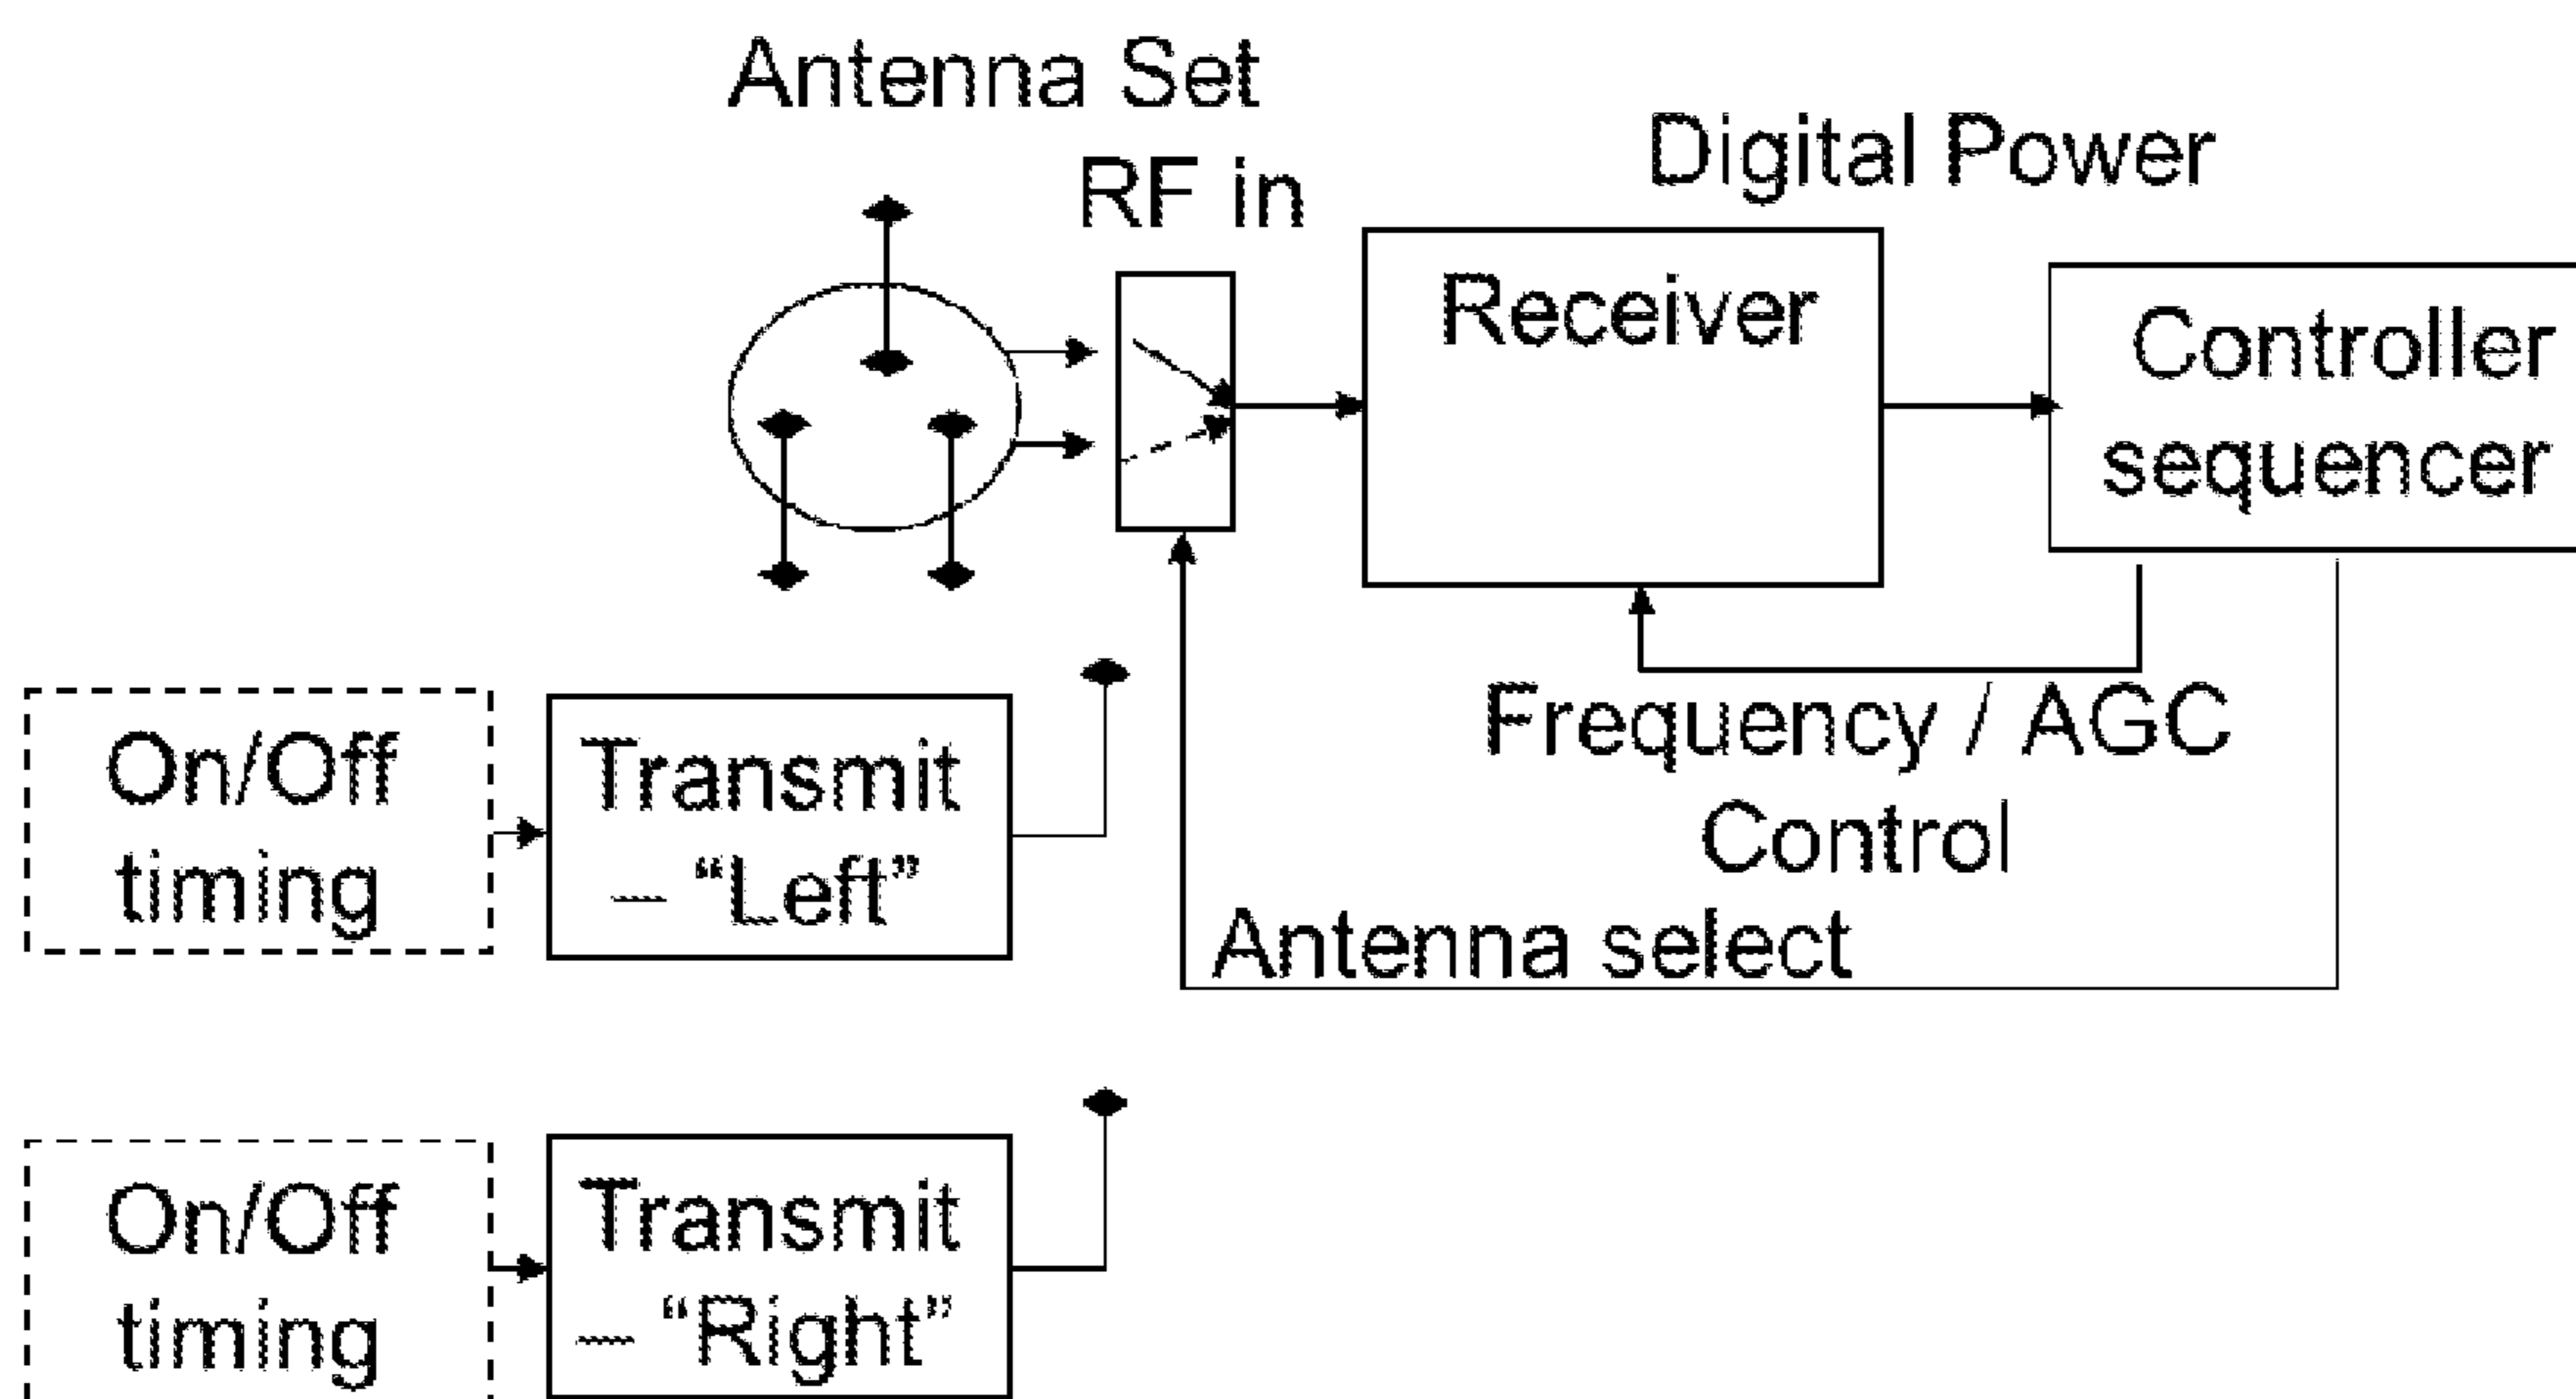 Antenna Set
RF in
Digital Power
Receiver
Controller
sequencer
Frequency / AGC
Control
Antenna select
On/Off
timing
Transmit
– “Left”
On/Off
timing
Transmit
– “Right”